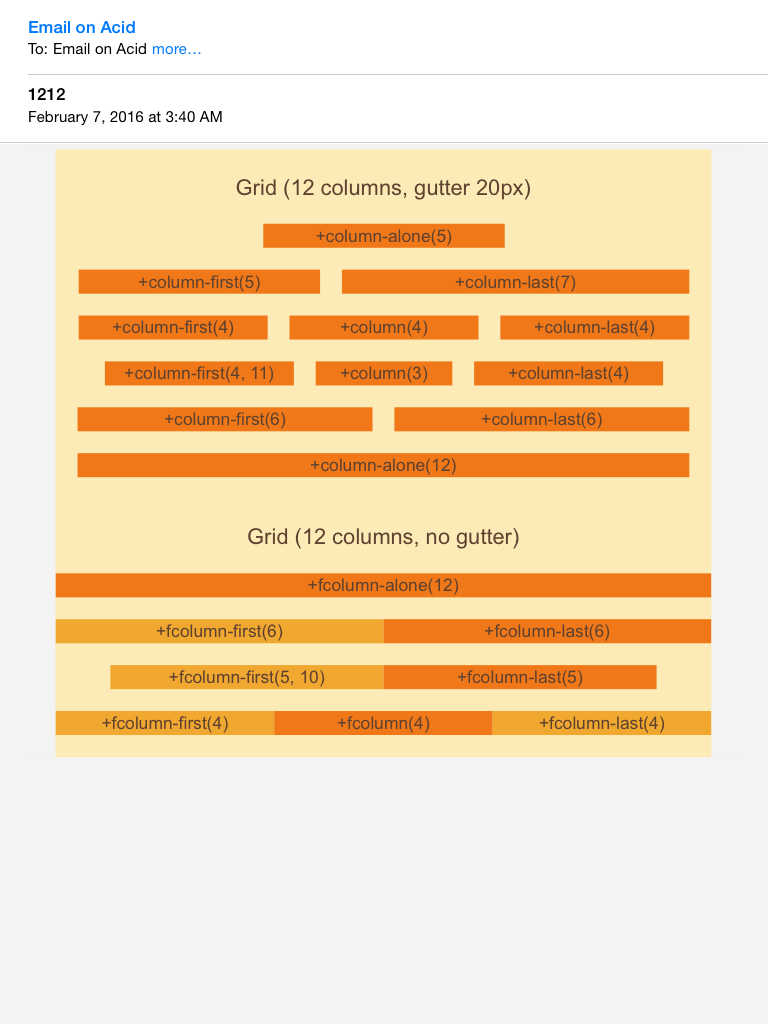 Email on Acid
To: Email on Acid more...
1212
February 7, 2016 at 3:40 AM
Grid (12 columns, gutter 20px)
+column-alone(5)
+column-first(5) +column-last(7)
+column-first(4) +column(4) +column-last(4)
+column-first(4, 11) +column(3) +column-last(4)
+column-first(6) +column-last(6)
+column-alone(12)
Grid (12 columns, no gutter)
+fcolumn-alone(12)
+fcolumn-first(6) +fcolumn-last(6)
+fcolumn-first(5, 10) +fcolumn-last(5)
+fcolumn-first(4) +fcolumn(4) +fcolumn-last(4)